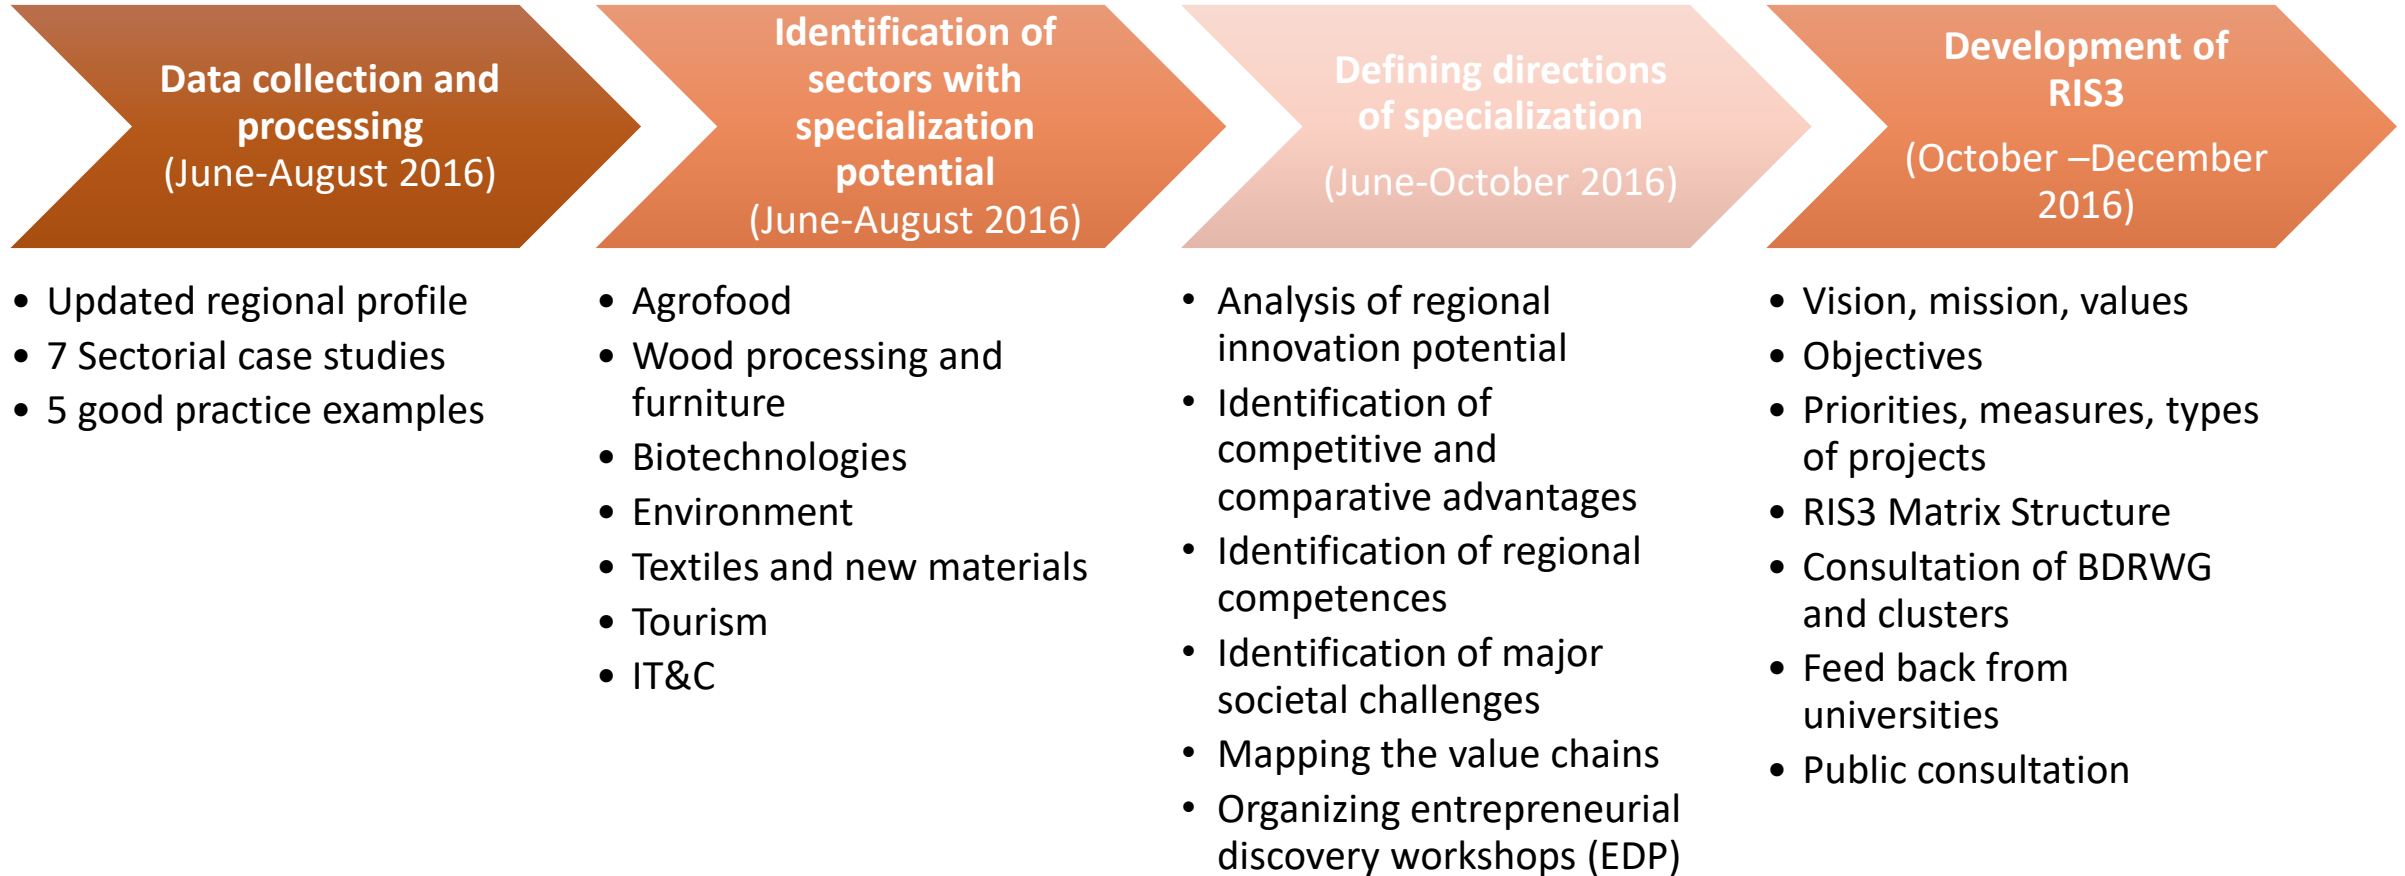 Data collection and
processing
(June-August 2016)
• Updated regional profile
• 7 Sectorial case studies
• 5 good practice examples
Identification of
sectors with
specialization
potential
(June-August 2016)
• Agrofood
• Wood processing and
furniture
• Biotechnologies
• Environment
• Textiles and new materials
• Tourism
• IT&C
Defining directions
of specialization
(June-October 2016)
• Analysis of regional
innovation potential
• Identification of
competitive and
comparative advantages
• Identification of regional
competences
• Identification of major
societal challenges
• Mapping the value chains
• Organizing entrepreneurial
discovery workshops (EDP)
Development of
RIS3
(October –December
2016)
• Vision, mission, values
• Objectives
• Priorities, measures, types
of projects
• RIS3 Matrix Structure
• Consultation of BDRWG
and clusters
• Feed back from
universities
• Public consultation